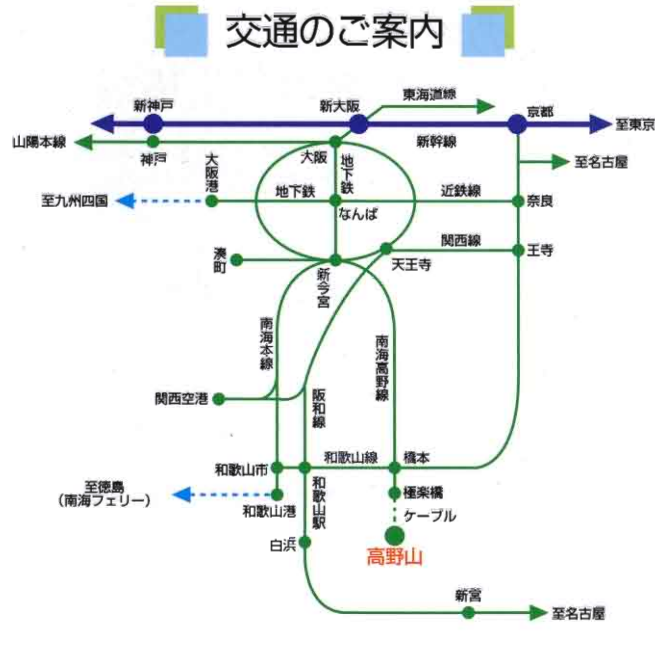 交通のご案内
東海道線
新神戸
新大阪
京都
至東京
山陽本線
神戸
大阪
新幹線
至名古屋
大阪港
地下鉄
地下鉄
近鉄線
至九州四国
なんば
奈良
関西線
湊町
新今宮
天王寺
王寺
南海本線
南海高野線
関西空港
阪和線
和歌山市
和歌山線
橋本
至徳島
(南海フェリー)
和歌山港
和歌山駅
極楽橋
ケーブル
白浜
高野山
新宮
至名古屋